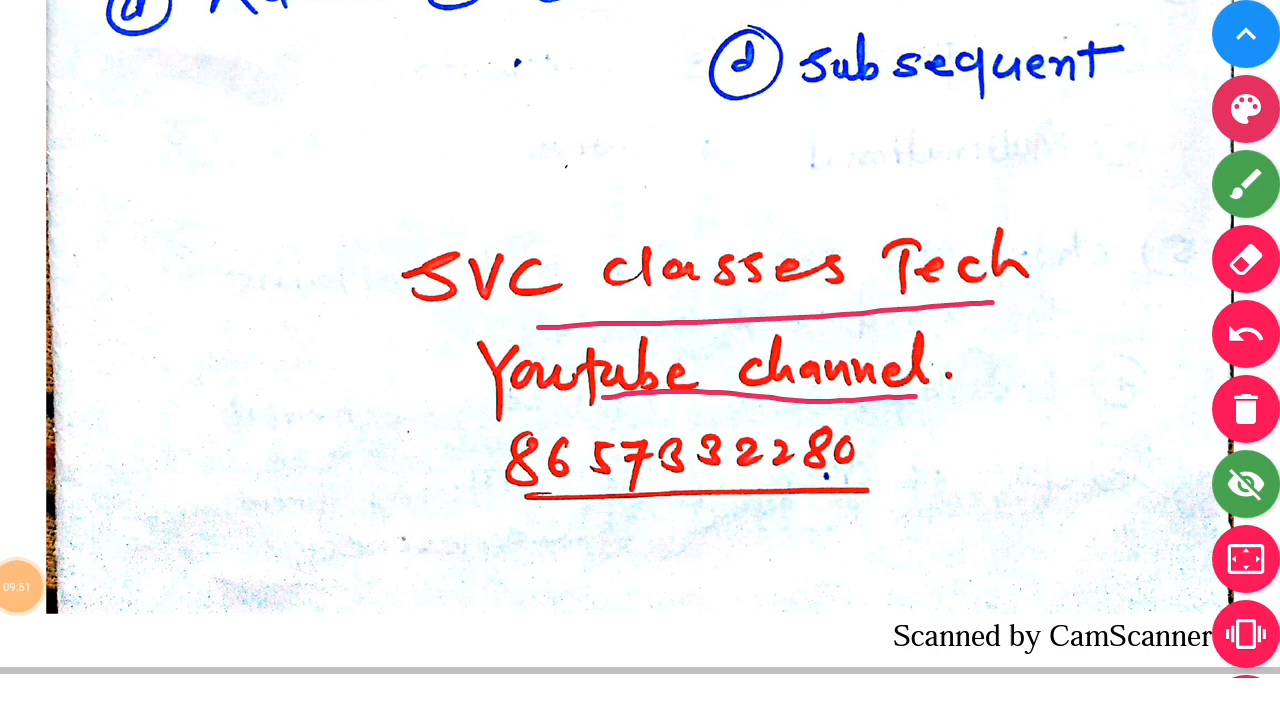 (d) Subsequent
SVC classes Tech
Youtube channel.
8657332280
09:51
Scanned by CamScanner